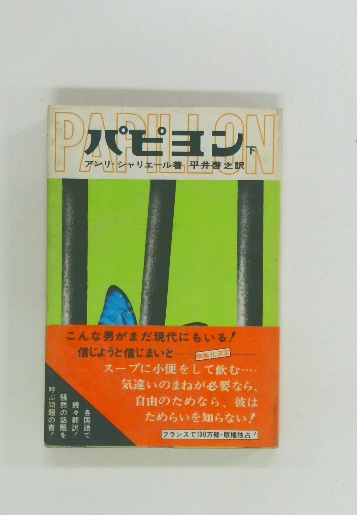 PAPILLON
パピヨン 下
アンリ・シャリエール著 平井啓之訳
こんな男がまだ現代にもいる!
信じようと信じまいと
スープに小便をして飲む‥‥
気違いのまねが必要なら、
自由のためなら、彼は
ためらいを知らない!
フランスで130万部・版権独占!
各国語で
続々翻訳!
騒然の話題を
呼ぶ問題の書!